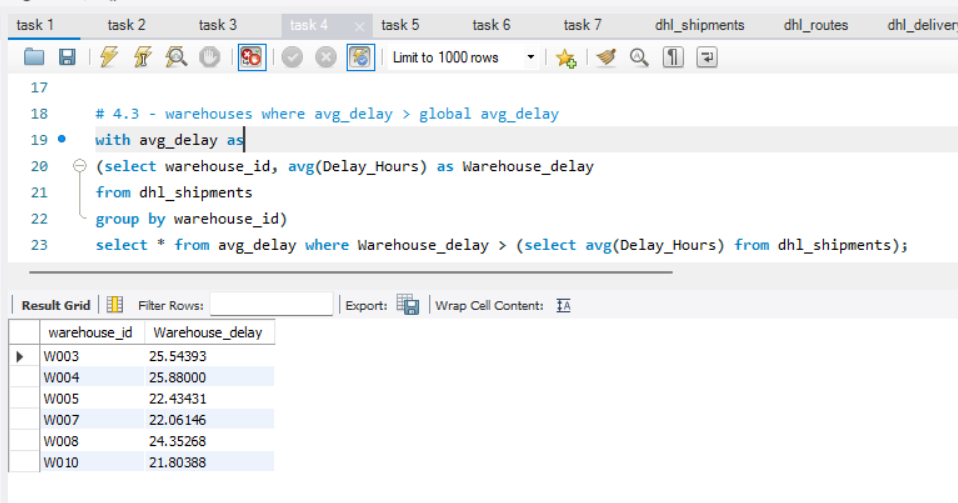 task 1 task 2 task 3 task 4 task 5 task 6 task 7 dhl_shipments dhl_routes dhl_delivery
Limit to 1000 rows
17
18 # 4.3 - warehouses where avg_delay > global avg_delay
19 with avg_delay as
20 (select warehouse_id, avg(Delay_Hours) as Warehouse_delay
21 from dhl_shipments
22 group by warehouse_id)
23 select * from avg_delay where Warehouse_delay > (select avg(Delay_Hours) from dhl_shipments);
Result Grid Filter Rows: Export: Wrap Cell Content:
warehouse_id Warehouse_delay
W003 25.54393
W004 25.88000
W005 22.43431
W007 22.06146
W008 24.35268
W010 21.80388